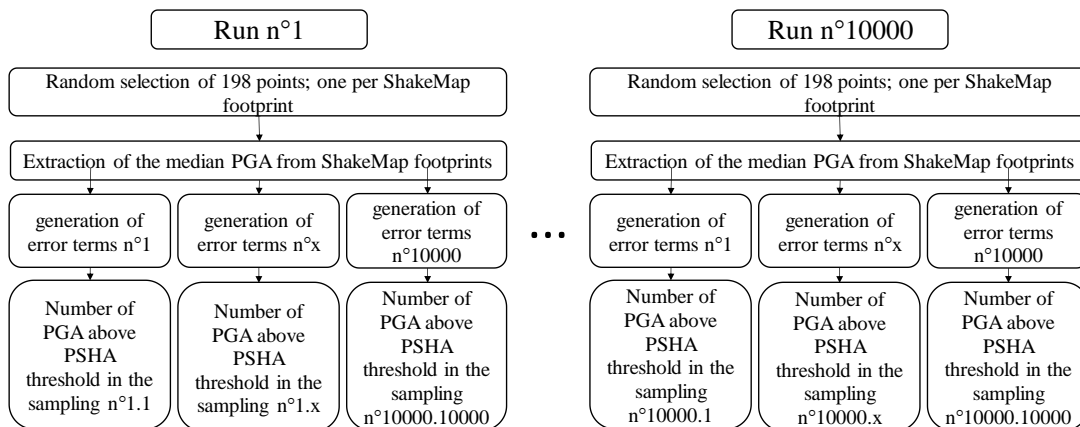 Run n°1
Random selection of 198 points; one per ShakeMap
footprint
Extraction of the median PGA from ShakeMap footprints
generation of
error terms n°1
generation of
error terms n°x
generation of
error terms
n°10000
Number of
PGA above
PSHA
threshold in the
sampling n°1.1
Number of
PGA above
PSHA
threshold in the
sampling n°1.x
Number of
PGA above
PSHA
threshold in the
sampling
n°10000.10000
...
Run n°10000
Random selection of 198 points; one per ShakeMap
footprint
Extraction of the median PGA from ShakeMap footprints
generation of
error terms n°1
generation of
error terms n°x
generation of
error terms
n°10000
Number of
PGA above
PSHA
threshold in the
sampling
n°10000.1
Number of
PGA above
PSHA
threshold in the
sampling
n°10000.x
Number of
PGA above
PSHA
threshold in the
sampling
n°10000.10000